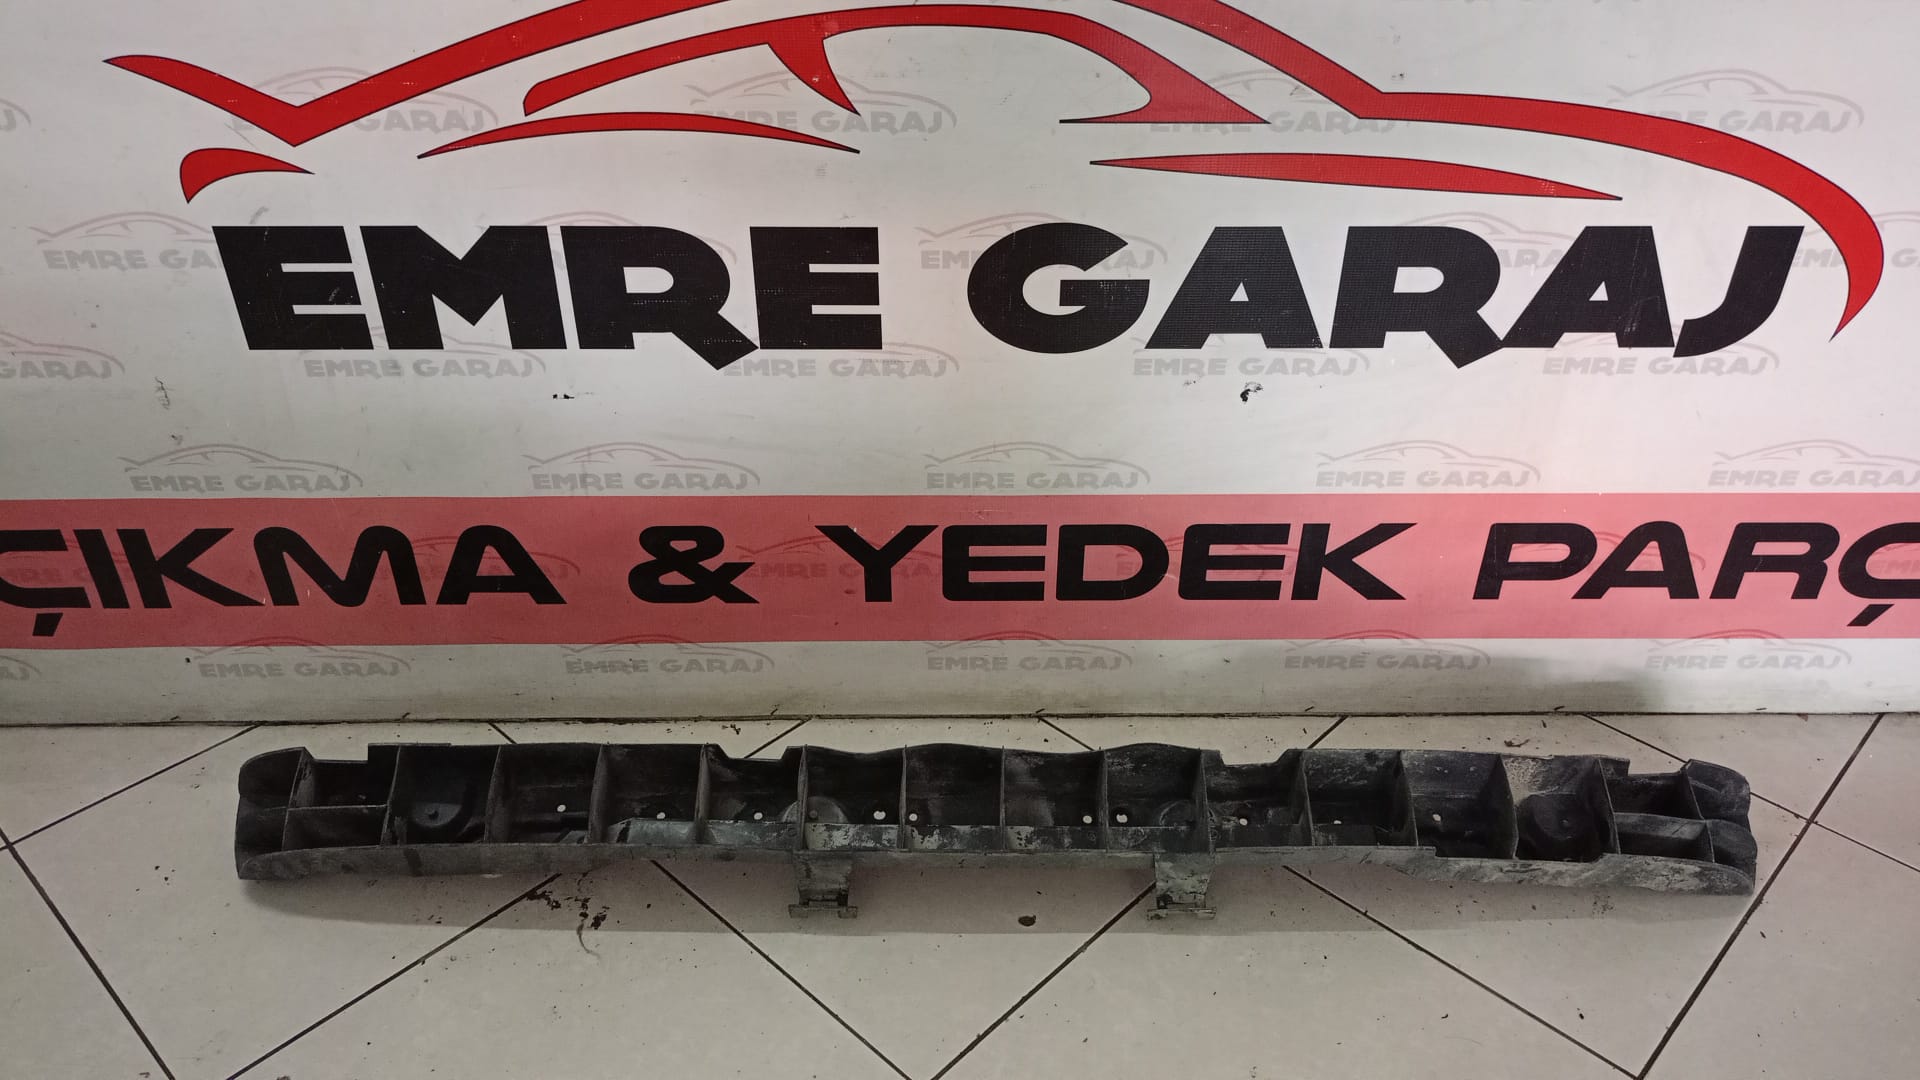 EMRE GARAJ
ÇIKMA & YEDEK PARÇ